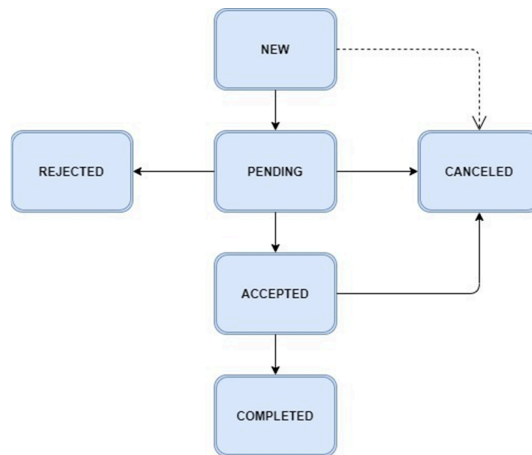 NEW
REJECTED
PENDING
CANCELED
ACCEPTED
COMPLETED